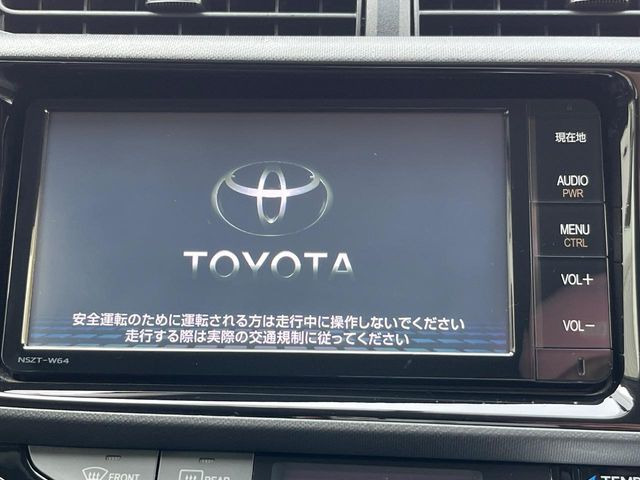 現在地
AUDIO
PWR
MENU
CTRL
VOL+
VOL-
TOYOTA
安全運転のために運転される方は走行中に操作しないでください
走行する際は実際の交通規制に従ってください
NSZT-W64
FRONT
REAR
TEMP